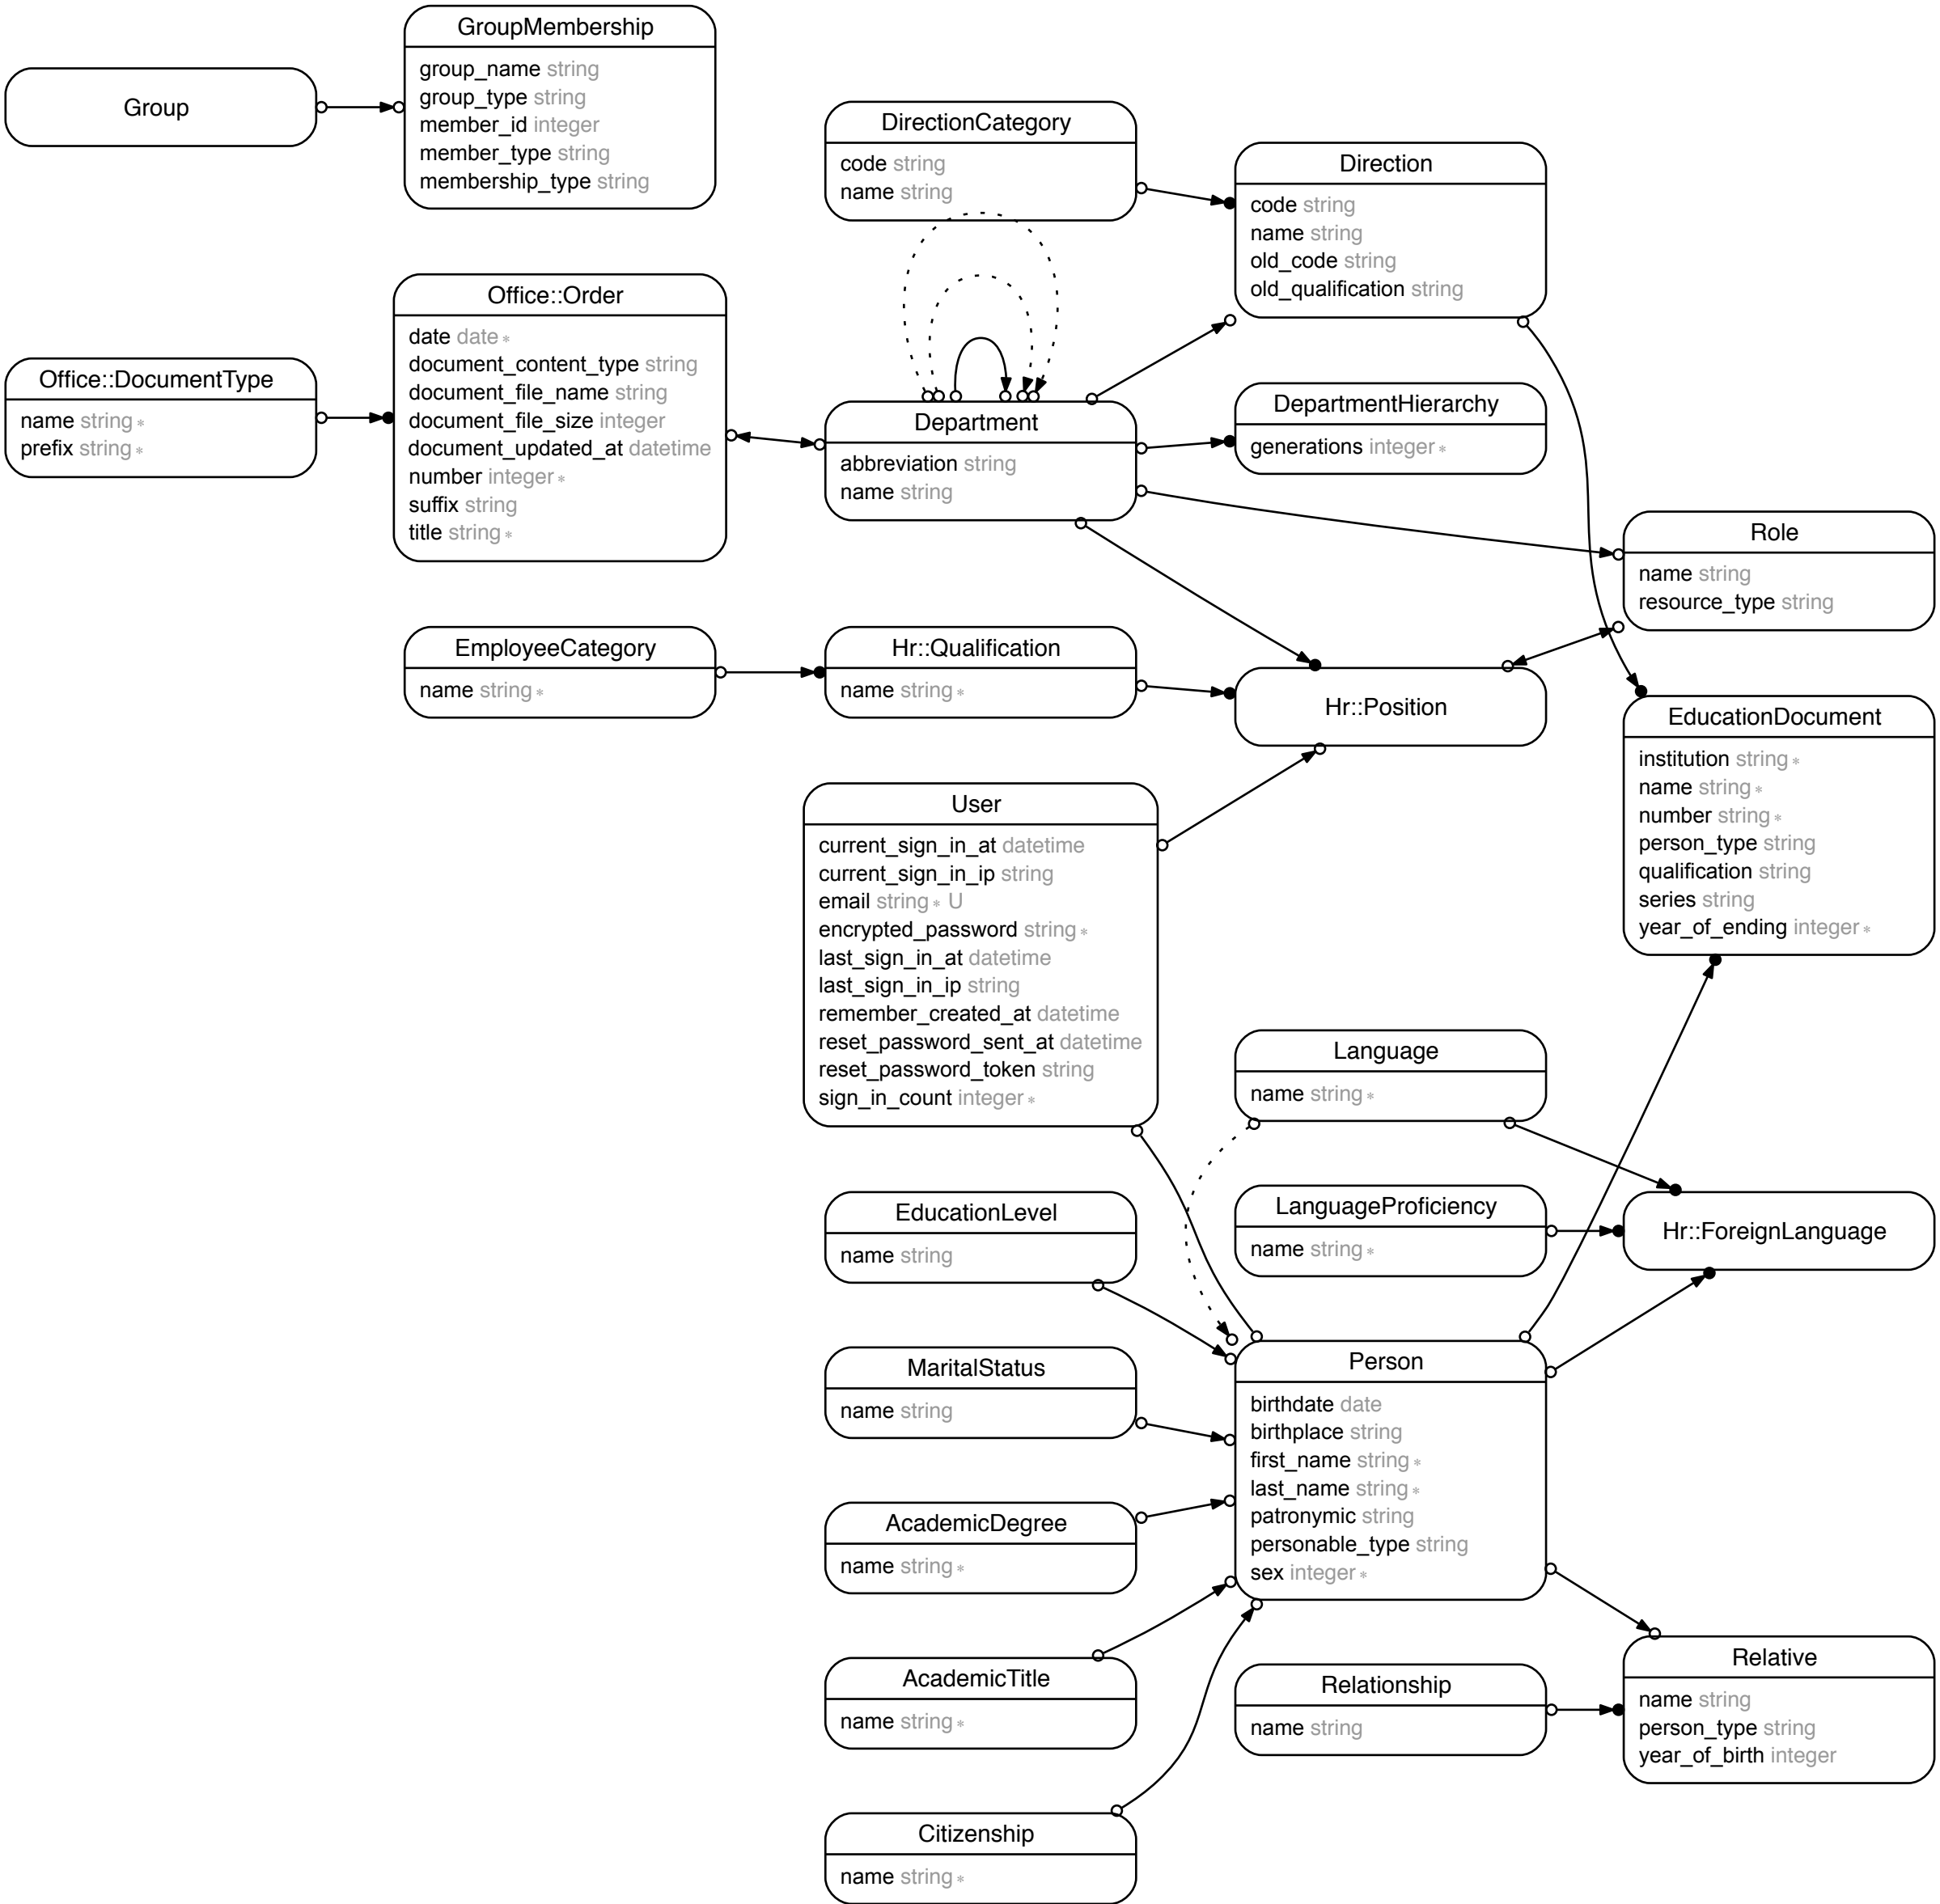 GroupMembership
group_name string
group_type string
member_id integer
member_type string
membership_type string
Group
DirectionCategory
code string
name string
Direction
code string
name string
old_code string
old_qualification string
Office::Order
date date *
document_content_type string
document_file_name string
document_file_size integer
document_updated_at datetime
number integer *
suffix string
title string *
Office::DocumentType
name string *
prefix string *
Department
abbreviation string
name string
DepartmentHierarchy
generations integer *
Role
name string
resource_type string
EmployeeCategory
name string *
Hr::Qualification
name string *
Hr::Position
EducationDocument
institution string *
name string *
number string *
person_type string
qualification string
series string
year_of_ending integer *
User
current_sign_in_at datetime
current_sign_in_ip string
email string * U
encrypted_password string *
last_sign_in_at datetime
last_sign_in_ip string
remember_created_at datetime
reset_password_sent_at datetime
reset_password_token string
sign_in_count integer *
Language
name string *
LanguageProficiency
name string *
Hr::ForeignLanguage
EducationLevel
name string
MaritalStatus
name string
Person
birthdate date
birthplace string
first_name string *
last_name string *
patronymic string
personable_type string
sex integer *
AcademicDegree
name string *
AcademicTitle
name string *
Relationship
name string
Relative
name string
person_type string
year_of_birth integer
Citizenship
name string *